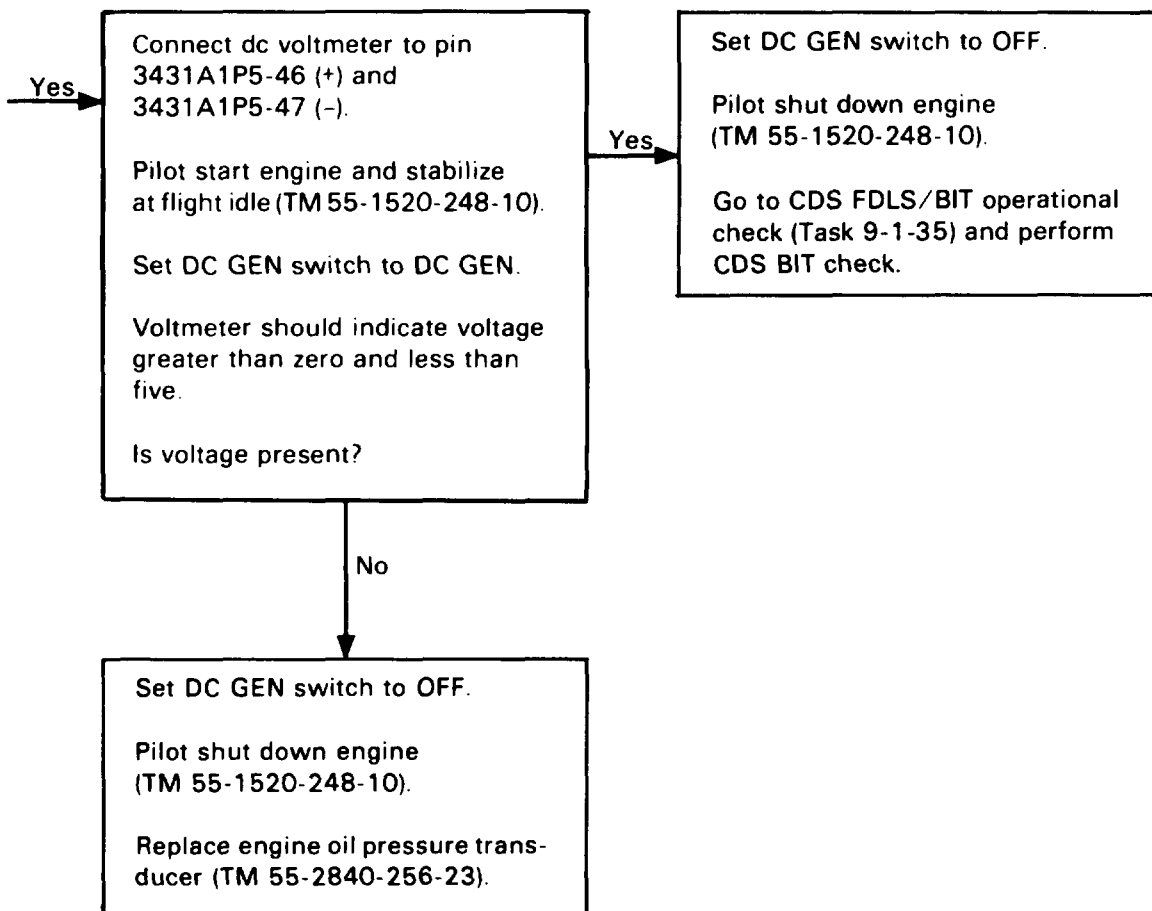 Yes
Connect dc voltmeter to pin
3431A1P5-46 (+) and
3431A1P5-47 (-).
Pilot start engine and stabilize
at flight idle (TM 55-1520-248-10).
Set DC GEN switch to DC GEN.
Voltmeter should indicate voltage
greater than zero and less than
five.
Is voltage present?
Yes
Set DC GEN switch to OFF.
Pilot shut down engine
(TM 55-1520-248-10).
Go to CDS FDLS/BIT operational
check (Task 9-1-35) and perform
CDS BIT check.
No
Set DC GEN switch to OFF.
Pilot shut down engine
(TM 55-1520-248-10).
Replace engine oil pressure trans-
ducer (TM 55-2840-256-23).